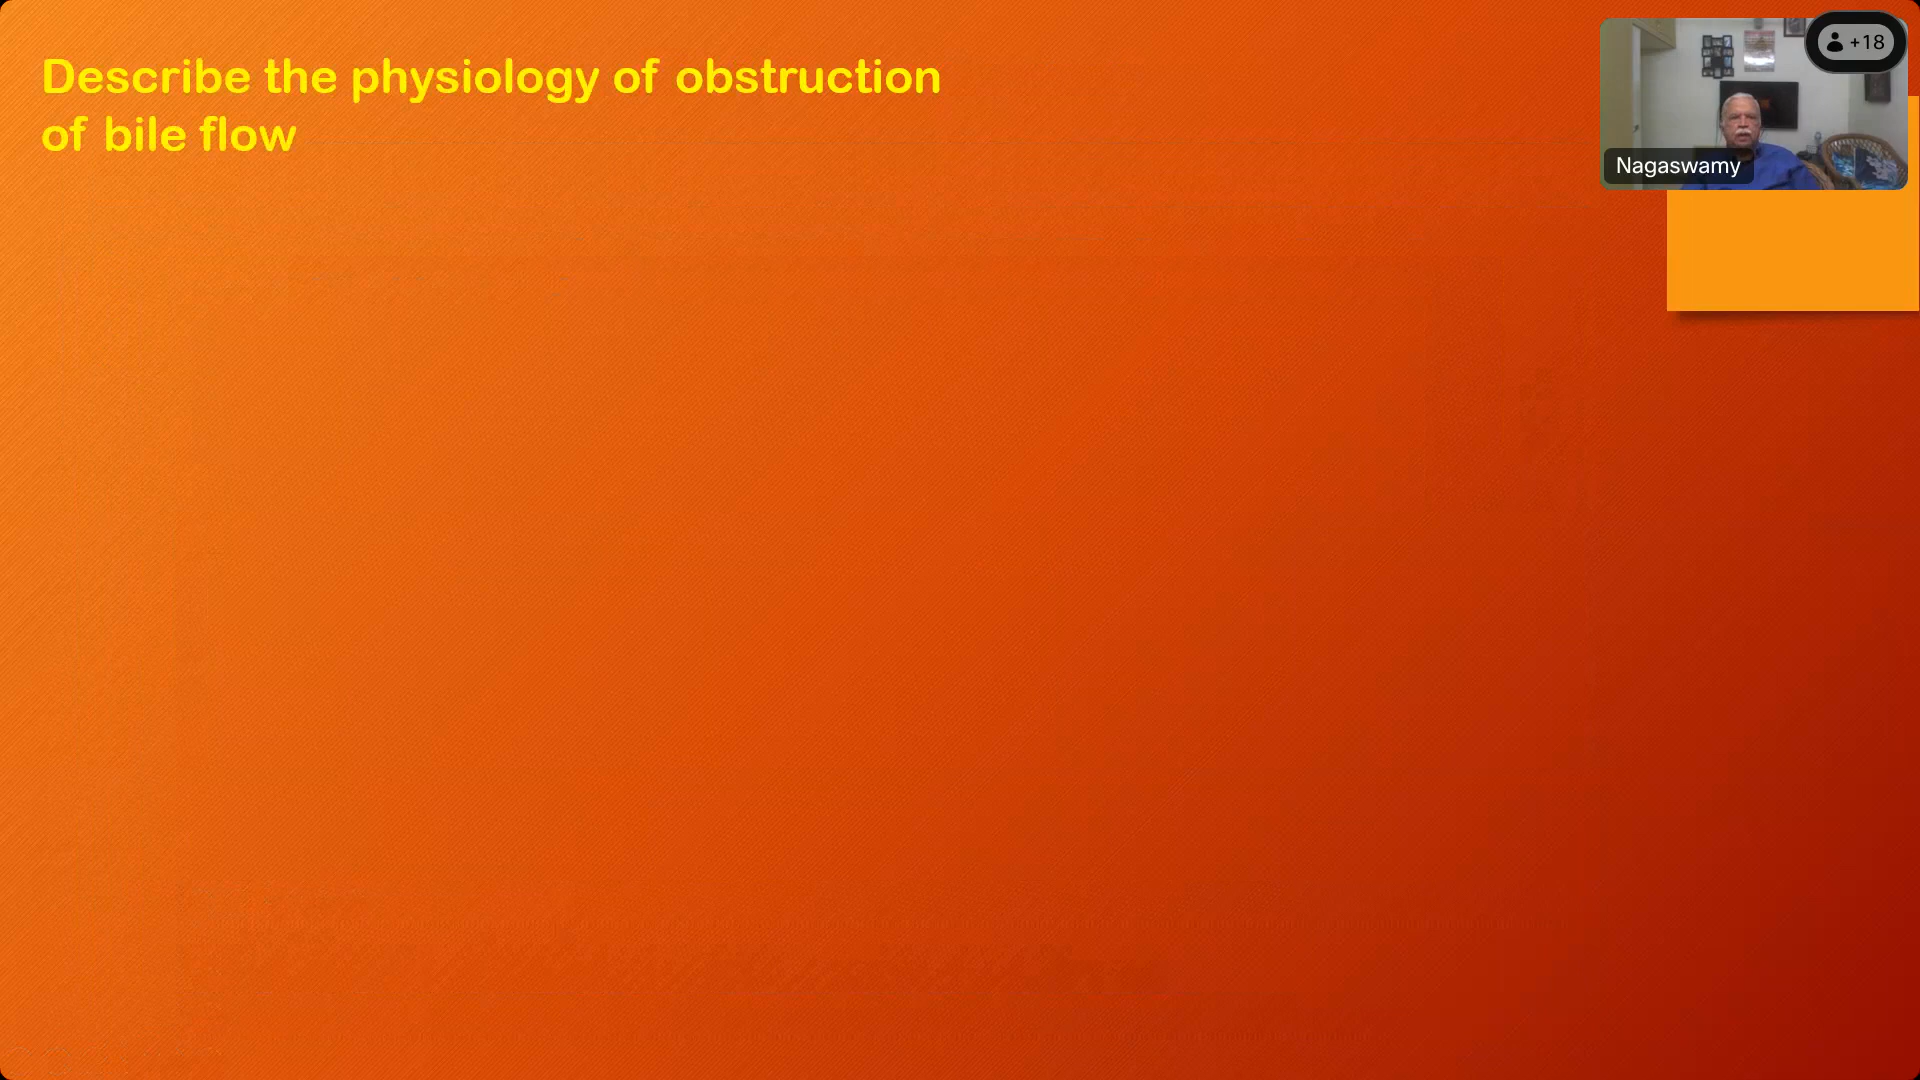 Describe the physiology of obstruction
of bile flow
+18
Nagaswamy